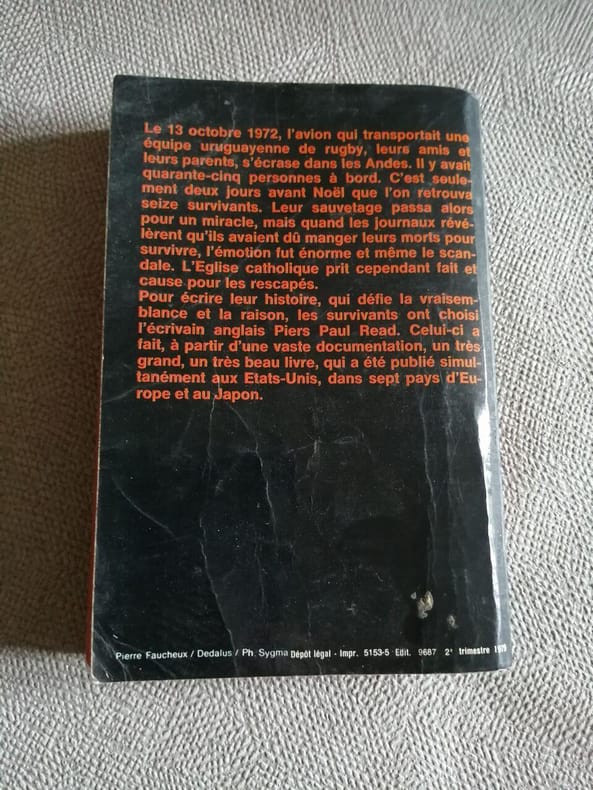 Le 13 octobre 1972, l'avion qui transportait une
équipe uruguayenne de rugby, leurs amis et
leurs parents, s'écrase dans les Andes. Il y avait
quarante-cinq personnes à bord. C'est seule-
ment deux jours avant Noël que l'on retrouva
seize survivants. Leur sauvetage passa alors
pour un miracle, mais quand les journaux révé-
lèrent qu'ils avaient dû manger leurs morts pour
survivre, l'émotion fut énorme et même le scan-
dale. L'Eglise catholique prit cependant fait et
cause pour les rescapés.
Pour écrire leur histoire, qui défie la vraisem-
blance et la raison, les survivants ont choisi
l'écrivain anglais Piers Paul Read. Celui-ci a
fait, à partir d'une vaste documentation, un très
grand, un très beau livre, qui a été publié simul-
tanément aux Etats-Unis, dans sept pays d'Eu-
rope et au Japon.
Pierre Faucheux / Dedalus / Ph. Sygma Dépôt légal - Impr. 5153-5 Edit. 9687 2e trimestre